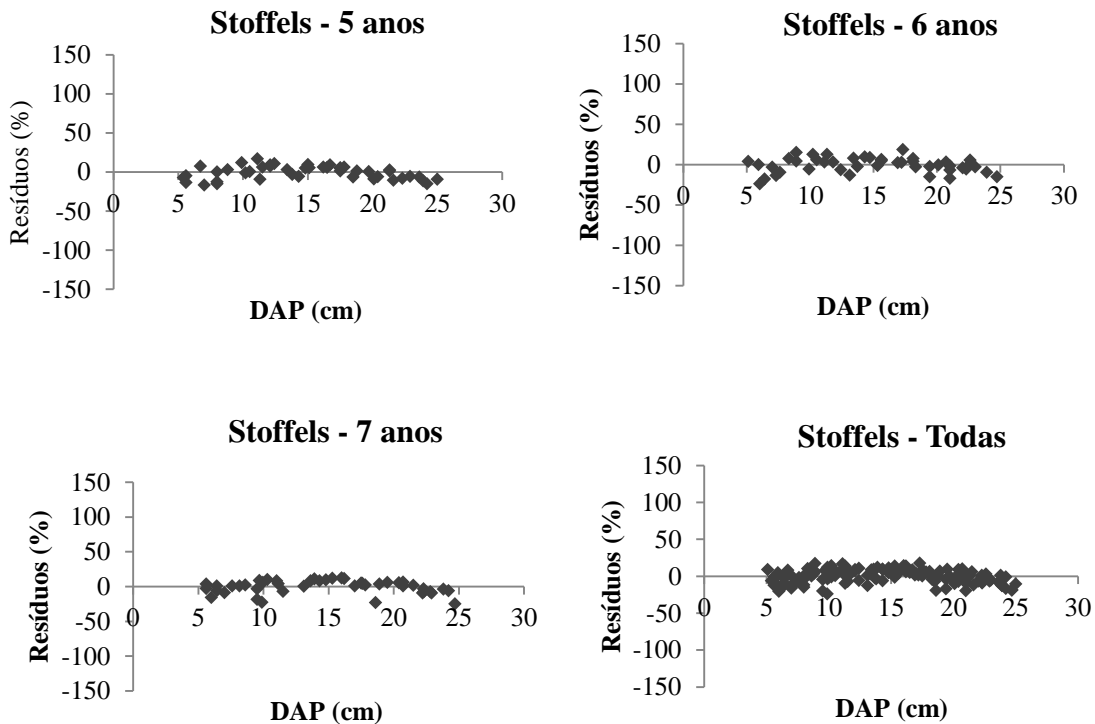 Stoffels - 5 anos
150
100
50
0
-50
-100
-150
0 5 10 15 20 25 30
Resíduos (%)
DAP (cm)
Stoffels - 6 anos
150
100
50
0
-50
-100
-150
0 5 10 15 20 25 30
Resíduos (%)
DAP (cm)
Stoffels - 7 anos
150
100
50
0
-50
-100
-150
0 5 10 15 20 25 30
Resíduos (%)
DAP (cm)
Stoffels - Todas
150
100
50
0
-50
-100
-150
0 5 10 15 20 25 30
Resíduos (%)
DAP (cm)